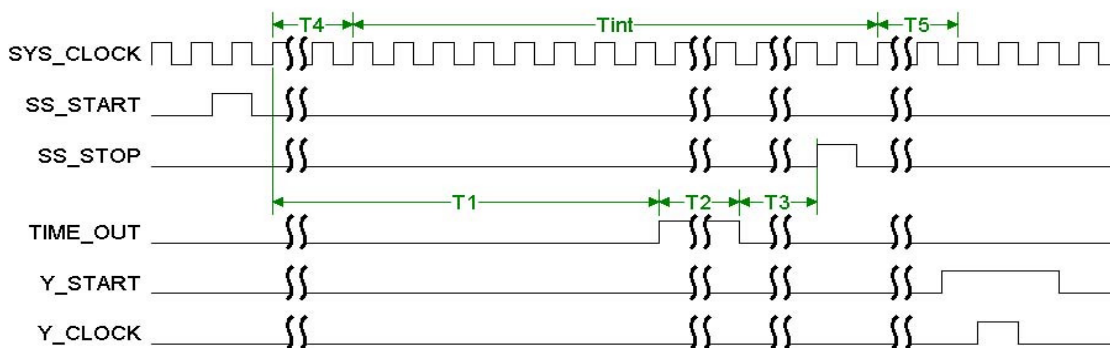 T4 Tint T5
SYS_CLOCK
SS_START
SS_STOP
T1 T2 T3
TIME_OUT
Y_START
Y_CLOCK